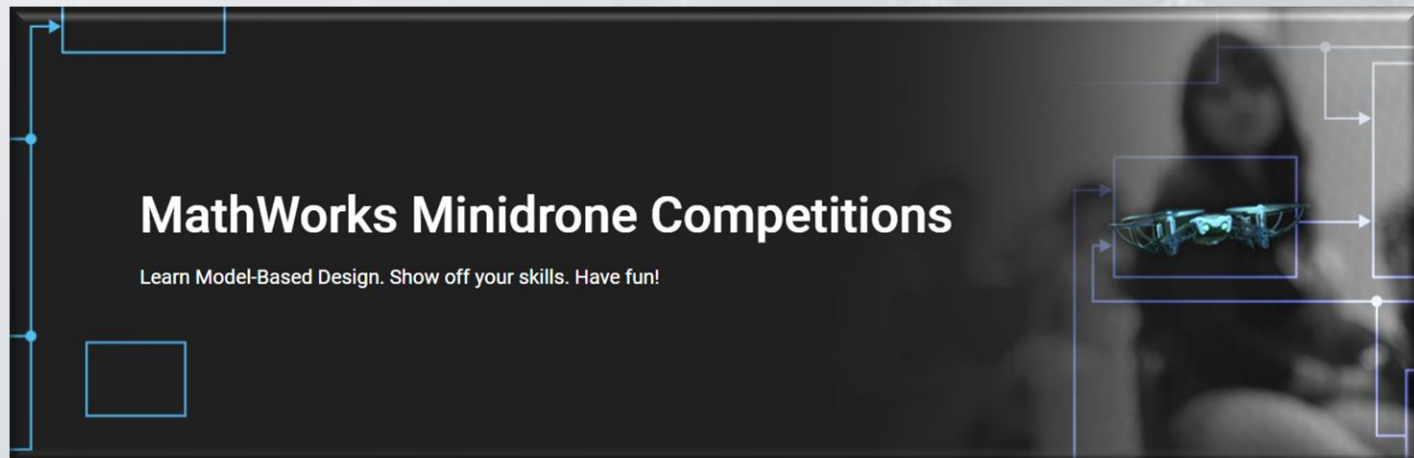 MathWorks Minidrone Competitions
Learn Model-Based Design. Show off your skills. Have fun!